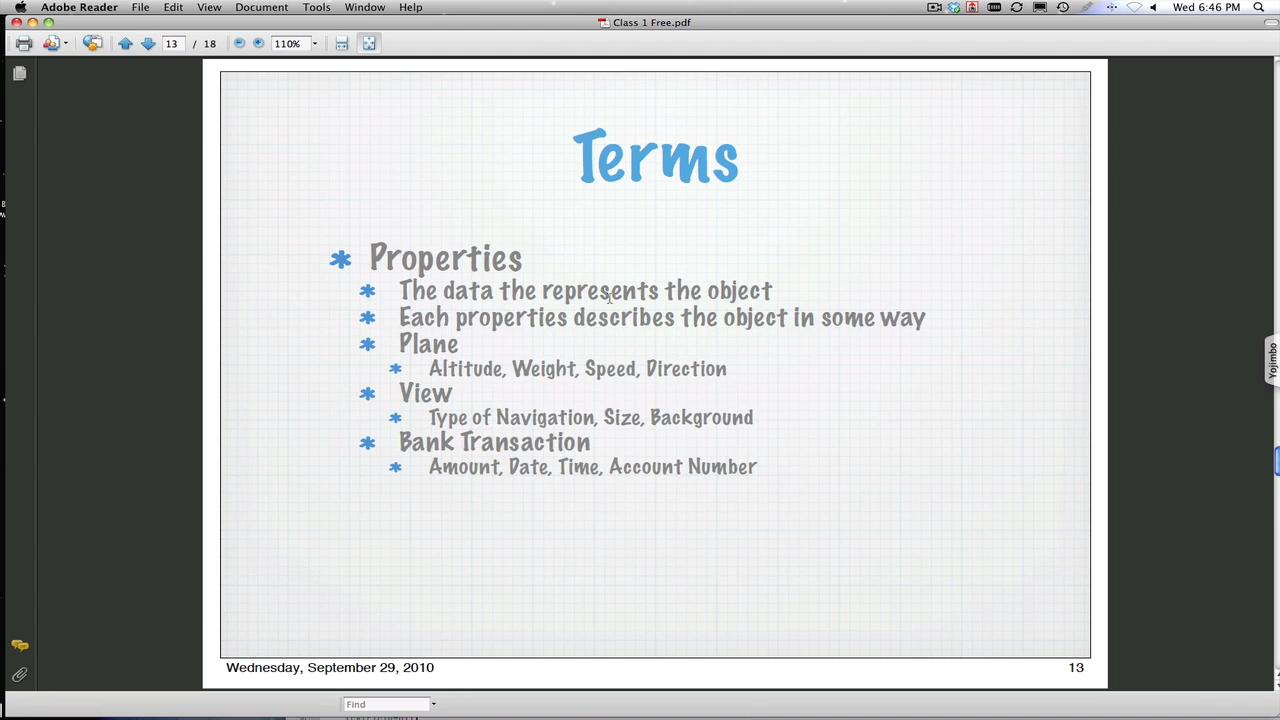 Adobe Reader File Edit View Document Tools Window Help Wed 6:46 PM
Class 1 Free.pdf
13 / 18 110%
Terms
Properties
The data the represents the object
Each properties describes the object in some way
Plane
Altitude, Weight, Speed, Direction
View
Type of Navigation, Size, Background
Bank Transaction
Amount, Date, Time, Account Number
Yojimbo
Wednesday, September 29, 2010 13
Find